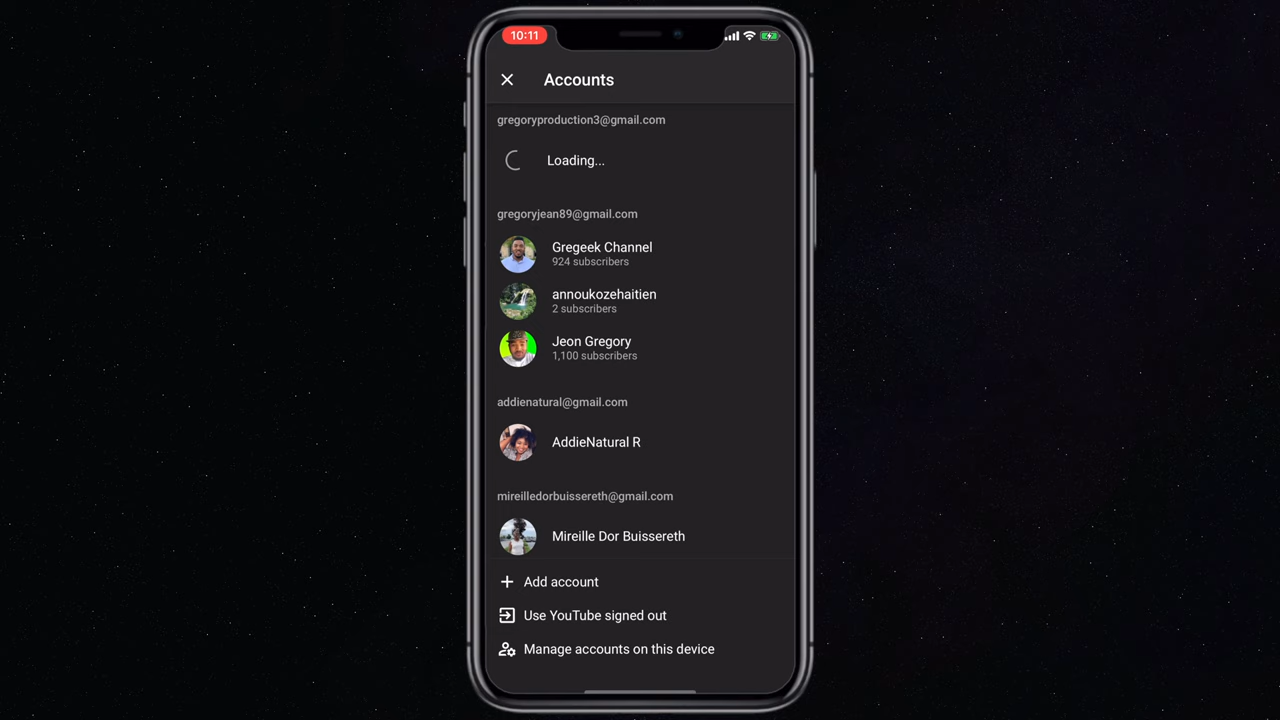 10:11
Accounts
gregoryproduction3@gmail.com
Loading...
gregoryjean89@gmail.com
Gregeek Channel
924 subscribers
annoukozehaitien
2 subscribers
Jeon Gregory
1,100 subscribers
addienatural@gmail.com
AddieNatural R
mireilledorbuissereth@gmail.com
Mireille Dor Buissereth
Add account
Use YouTube signed out
Manage accounts on this device